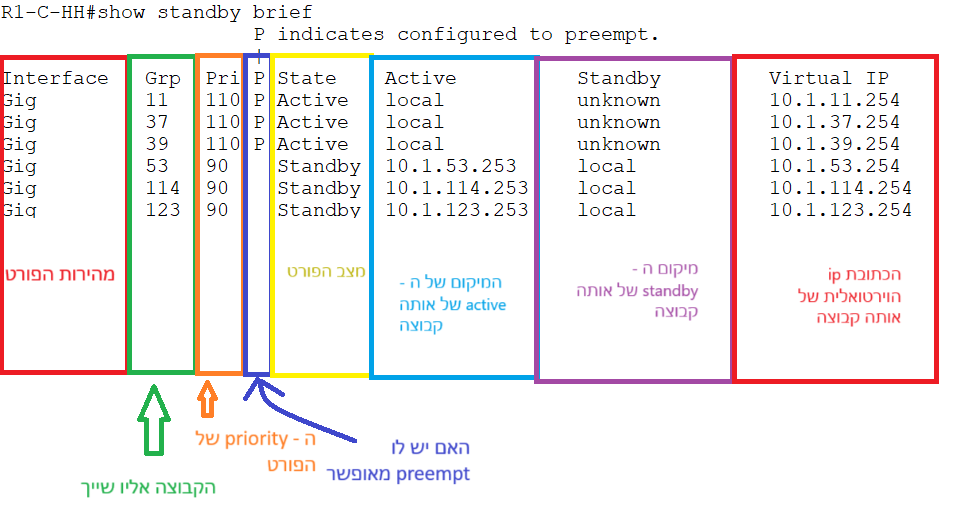 R1-C-HH#show standby brief
P indicates configured to preempt.
Interface Grp Pri P State Active Standby Virtual IP
Gig 11 110 P Active local unknown 10.1.11.254
Gig 37 110 P Active local unknown 10.1.37.254
Gig 39 110 P Active local unknown 10.1.39.254
Gig 53 90 Standby 10.1.53.253 local 10.1.53.254
Gig 114 90 Standby 10.1.114.253 local 10.1.114.254
Gig 123 90 Standby 10.1.123.253 local 10.1.123.254
מהירות הפורט
מצב הפורט
המיקום של ה -
active של אותה
קבוצה
מיקום ה -
standby של אותה
קבוצה
הכתובת ip
הוירטואלית של
אותה קבוצה
הקבוצה אליו שייך
ה - priority של
הפורט
האם יש לו
preempt מאופשר